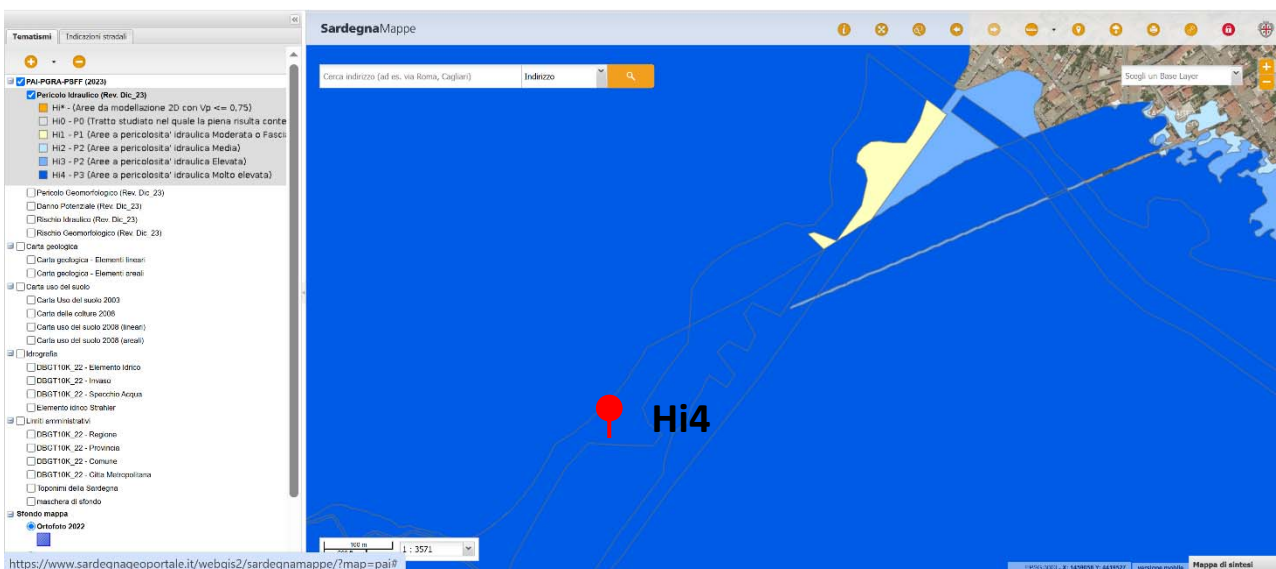 SardegnaMappe
Tematismi
Indicazioni stradali
Cerca indirizzo (ad es. via Roma, Cagliari)
Indirizzo
Scegli un Base Layer
PAI-PGRA-PSFF (2023)
Pericolo Idraulico (Rev. Dic_23)
Hi* - (Aree da modellazione 2D con Vp <= 0,75)
Hi0 - P0 (Tratto studiato nel quale la piena risulta conte
Hi1 - P1 (Aree a pericolosita' idraulica Moderata o Fascia
Hi2 - P2 (Aree a pericolosita' idraulica Media)
Hi3 - P2 (Aree a pericolosita' idraulica Elevata)
Hi4 - P3 (Aree a pericolosita' idraulica Molto elevata)
Pericolo Geomorfologico (Rev. Dic_23)
Danno Potenziale (Rev. Dic_23)
Rischio Idraulico (Rev. Dic_23)
Rischio Geomorfologico (Rev. Dic_23)
Carta geologica
Carta geologica - Elementi lineari
Carta geologica - Elementi areali
Carta uso del suolo
Carta Uso del suolo 2003
Carta delle colture 2008
Carta uso del suolo 2008 (lineari)
Carta uso del suolo 2008 (areali)
Idrografia
DBGT10K_22 - Elemento Idrico
DBGT10K_22 - Invaso
DBGT10K_22 - Specchio Acqua
Elemento idrico Strahler
Limiti amministrativi
DBGT10K_22 - Regione
DBGT10K_22 - Provincia
DBGT10K_22 - Comune
DBGT10K_22 - Citta Metropolitana
Toponimi della Sardegna
maschera di sfondo
Sfondo mappa
Ortofoto 2022
Hi4
100 m
1 : 3571
https://www.sardegnageoportale.it/webgis2/sardegnamappe/?map=pai#
versione mobile
Mappa di sintesi